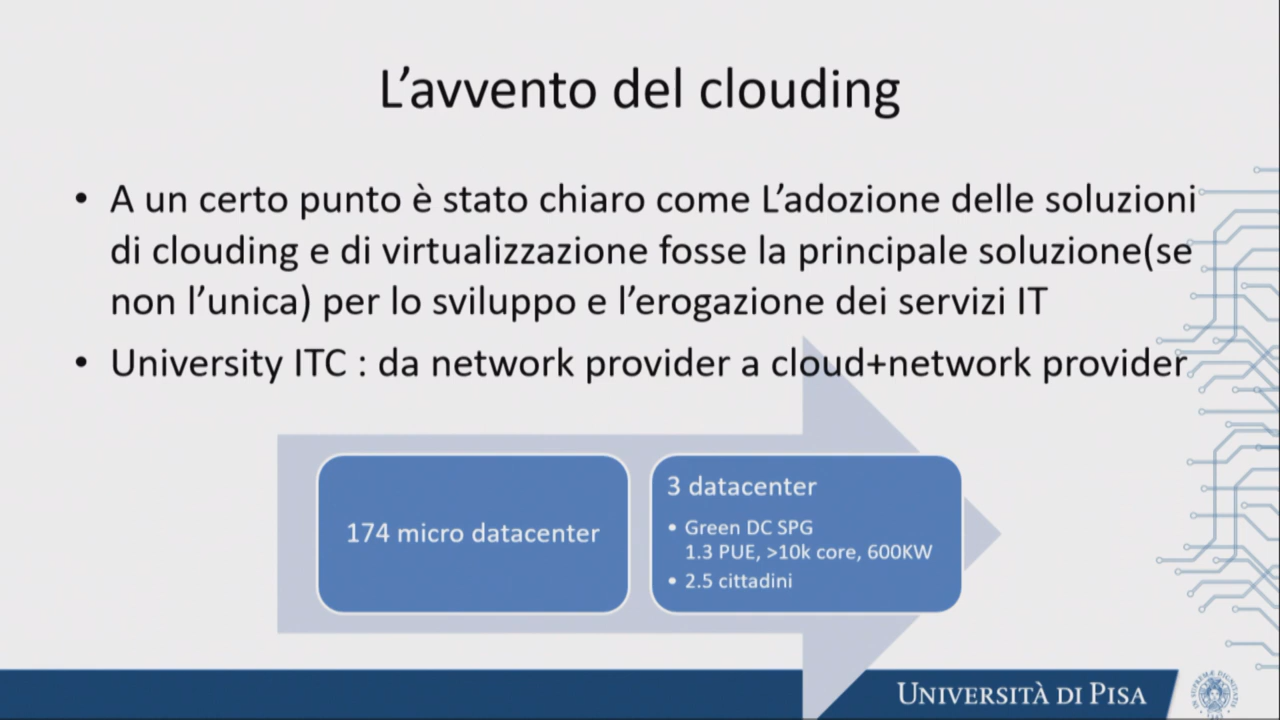 L'avvento del clouding
• A un certo punto è stato chiaro come L'adozione delle soluzioni
di clouding e di virtualizzazione fosse la principale soluzione(se
non l'unica) per lo sviluppo e l'erogazione dei servizi IT
• University ITC : da network provider a cloud+network provider
174 micro datacenter
3 datacenter
• Green DC SPG
1.3 PUE, >10k core, 600KW
• 2.5 cittadini
UNIVERSITÀ DI PISA